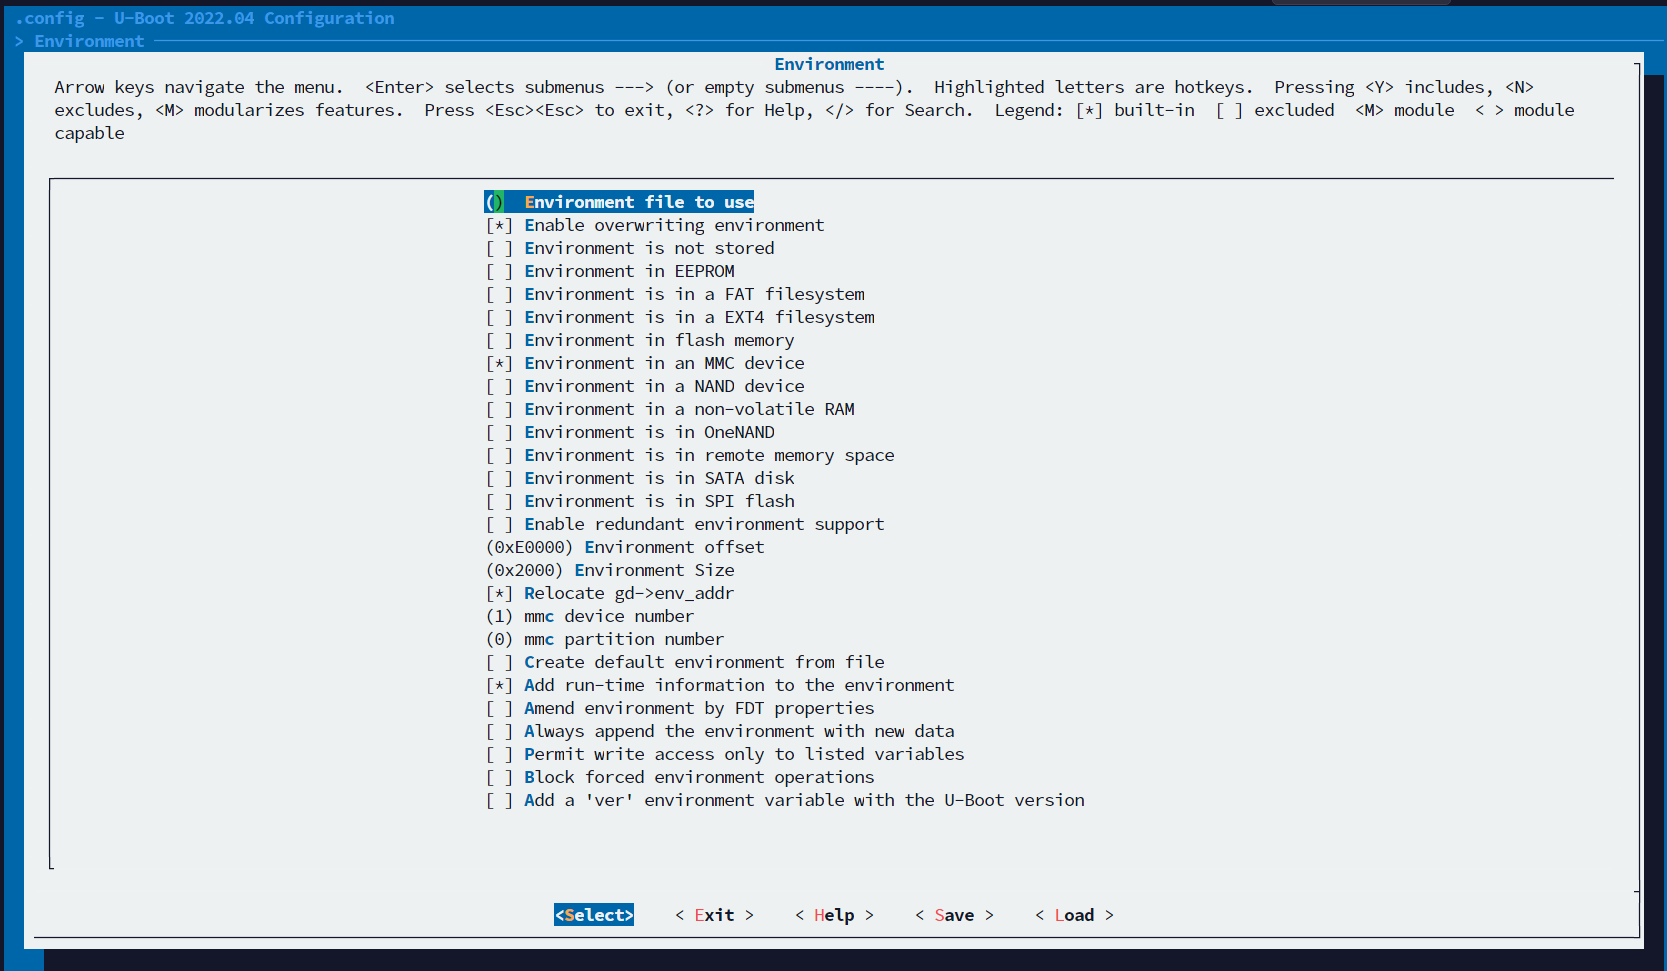 .config - U-Boot 2022.04 Configuration
> Environment
Environment
Arrow keys navigate the menu.  <Enter> selects submenus ---> (or empty submenus ----).  Highlighted letters are hotkeys.  Pressing <Y> includes, <N>
excludes, <M> modularizes features.  Press <Esc><Esc> to exit, <?> for Help, </> for Search.  Legend: [*] built-in  [ ] excluded  <M> module  < > module
capable
()  Environment file to use
[*] Enable overwriting environment
[ ] Environment is not stored
[ ] Environment in EEPROM
[ ] Environment is in a FAT filesystem
[ ] Environment is in a EXT4 filesystem
[ ] Environment in flash memory
[*] Environment in an MMC device
[ ] Environment in a NAND device
[ ] Environment in a non-volatile RAM
[ ] Environment is in OneNAND
[ ] Environment is in remote memory space
[ ] Environment is in SATA disk
[ ] Environment is in SPI flash
[ ] Enable redundant environment support
(0xE0000) Environment offset
(0x2000) Environment Size
[*] Relocate gd->env_addr
(1) mmc device number
(0) mmc partition number
[ ] Create default environment from file
[*] Add run-time information to the environment
[ ] Amend environment by FDT properties
[ ] Always append the environment with new data
[ ] Permit write access only to listed variables
[ ] Block forced environment operations
[ ] Add a 'ver' environment variable with the U-Boot version
<Select>    < Exit >    < Help >    < Save >    < Load >